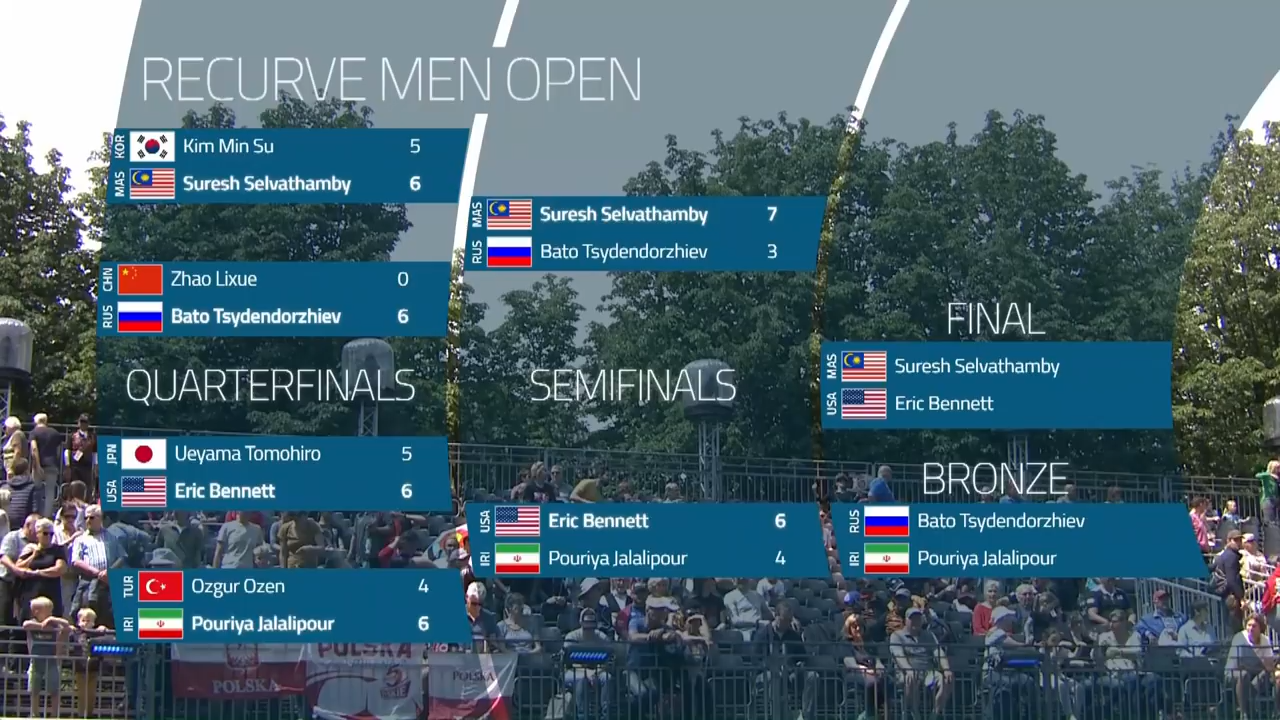 RECURVE MEN OPEN
KOR Kim Min Su 5
MAS Suresh Selvathamby 6
CHN Zhao Lixue 0
RUS Bato Tsydendorzhiev 6
QUARTERFINALS
JPN Ueyama Tomohiro 5
USA Eric Bennett 6
TUR Ozgur Ozen 4
IRI Pouriya Jalalipour 6
MAS Suresh Selvathamby 7
RUS Bato Tsydendorzhiev 3
SEMIFINALS
USA Eric Bennett 6
IRI Pouriya Jalalipour 4
FINAL
MAS Suresh Selvathamby
USA Eric Bennett
BRONZE
RUS Bato Tsydendorzhiev
IRI Pouriya Jalalipour
POLSKA
POLSKA
POLSKA